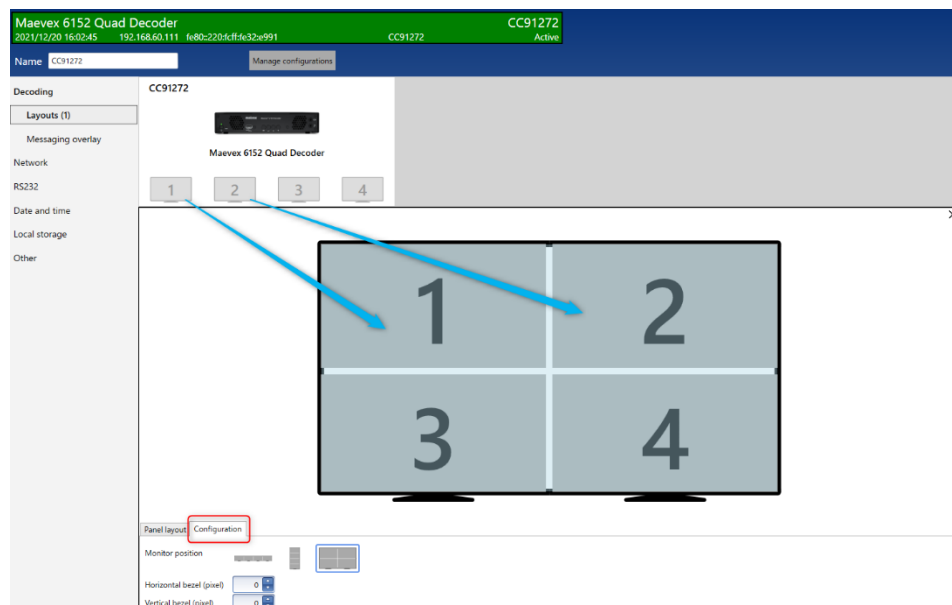 Maevex 6152 Quad Decoder CC91272
2021/12/20 16:02:45 192.168.60.111 fe80::220:fcff:fe32:e991 CC91272 Active
Name CC91272 Manage configurations
Decoding
Layouts (1)
Messaging overlay
Network
RS232
Date and time
Local storage
Other
CC91272
Maevex 6152 Quad Decoder
1 2 3 4
1 2
3 4
Panel layout Configuration
Monitor position
Horizontal bezel (pixel) 0
Vertical bezel (pixel) 0